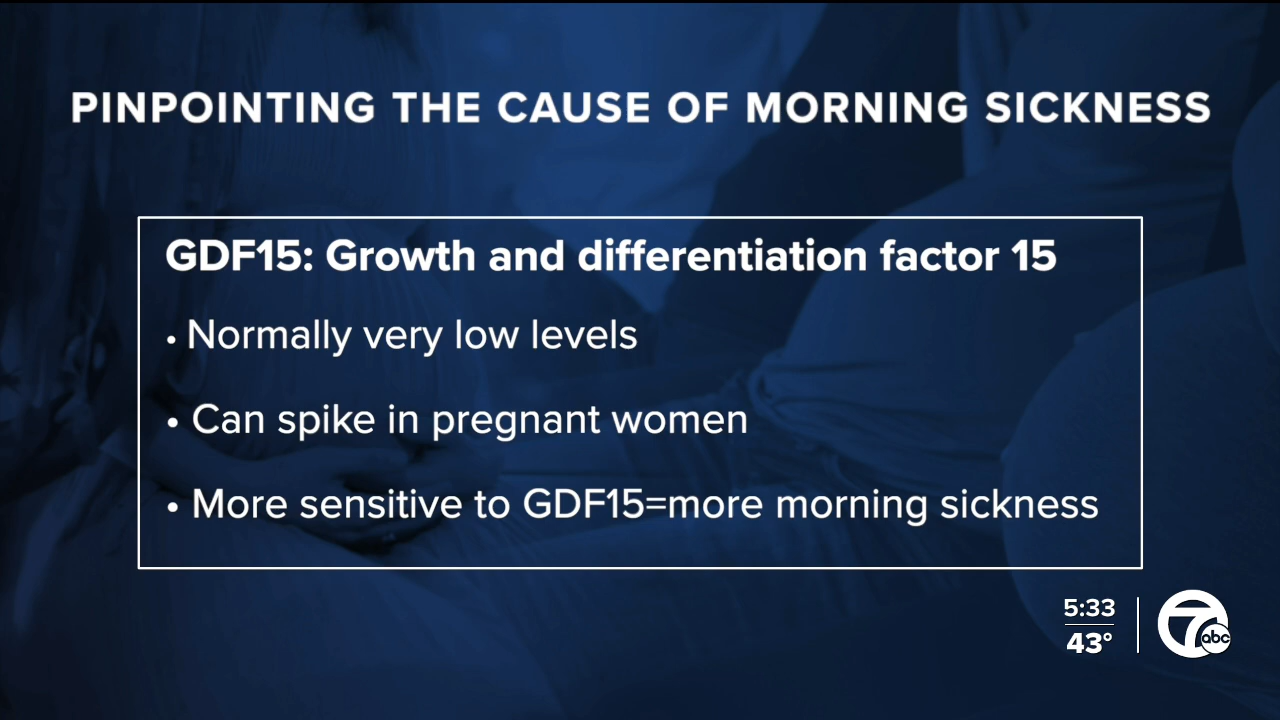 PINPOINTING THE CAUSE OF MORNING SICKNESS
GDF15: Growth and differentiation factor 15
• Normally very low levels
• Can spike in pregnant women
• More sensitive to GDF15=more morning sickness
5:33
43°
7
abc